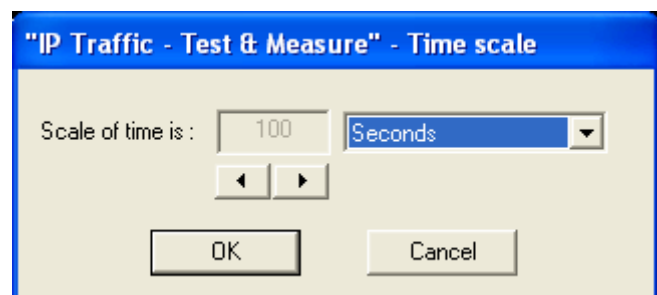 "IP Traffic - Test & Measure" - Time scale
Scale of time is : 100 Seconds
OK Cancel